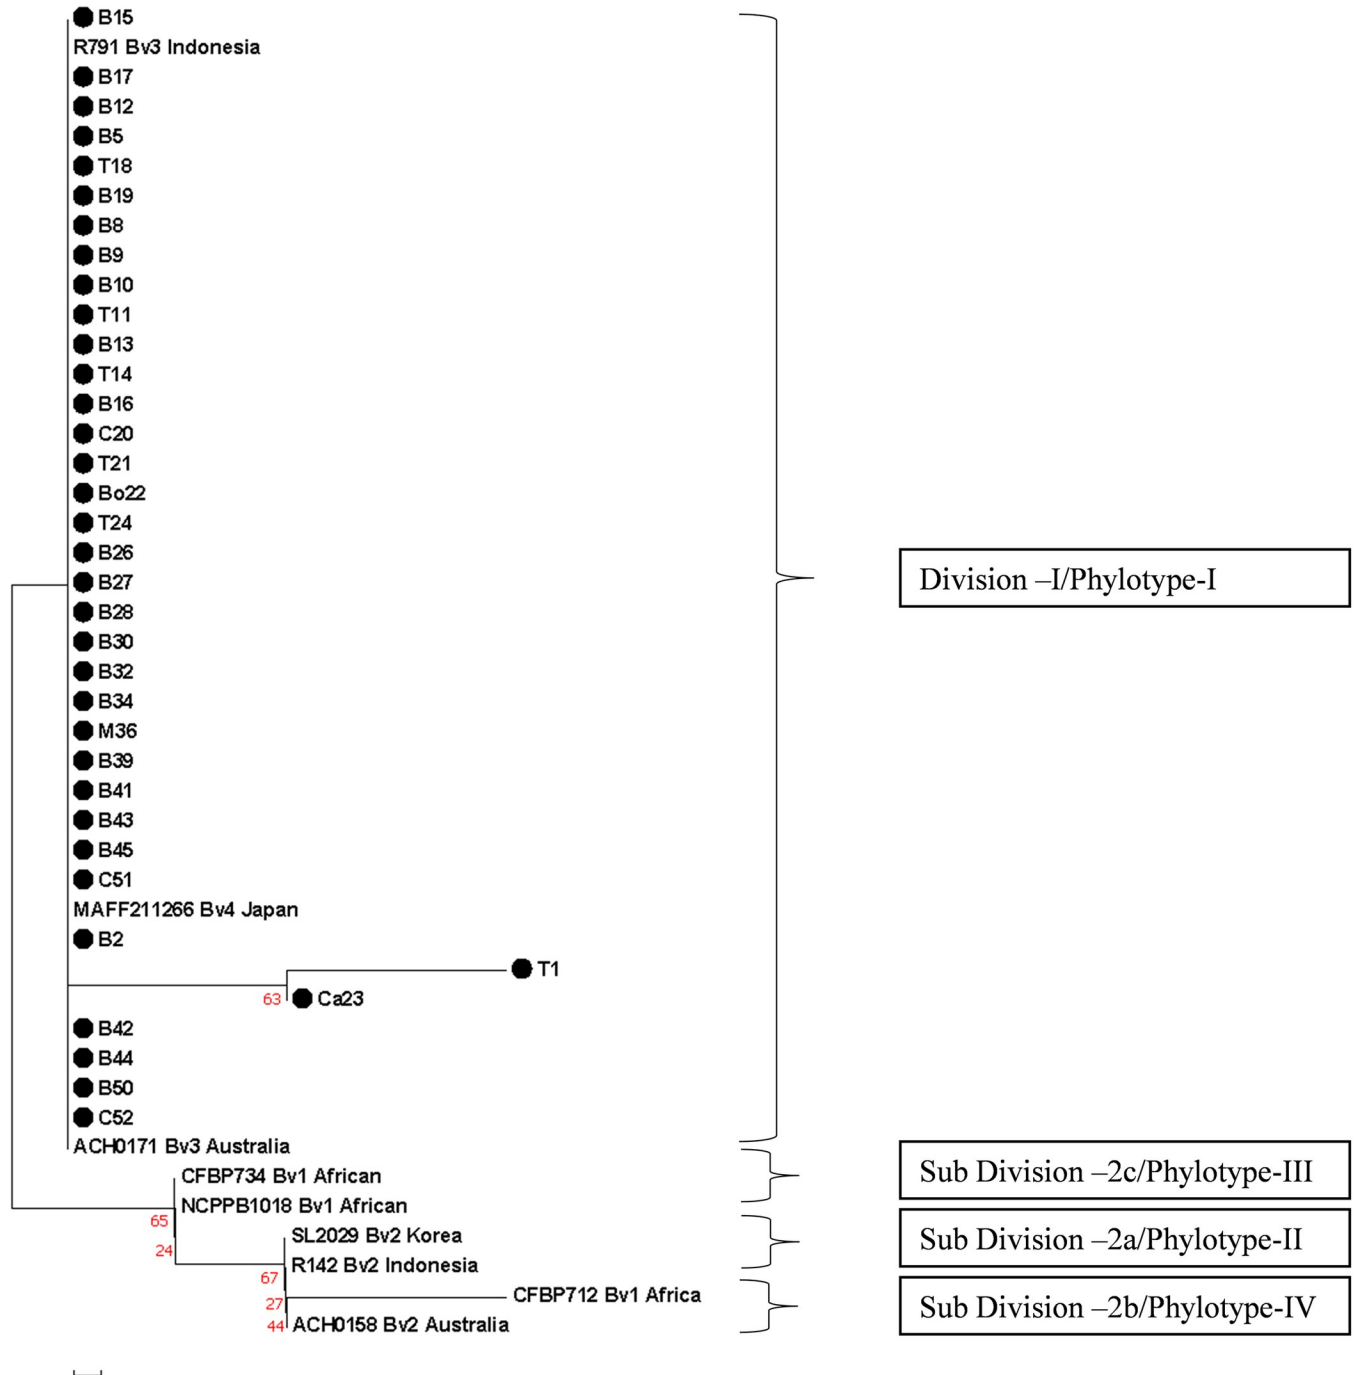 B15
R791 Bv3 Indonesia
B17
B12
B5
T18
B19
B8
B9
B10
T11
B13
T14
B16
C20
T21
Bo22
T24
B26
B27
Division –I/Phylotype-I
B28
B30
B32
B34
M36
B39
B41
B43
B45
C51
MAFF211266 Bv4 Japan
B2
T1
63
Ca23
B42
B44
B50
C52
ACH0171 Bv3 Australia
CFBP734 Bv1 African
Sub Division –2c/Phylotype-III
NCPPB1018 Bv1 African
65
SL2029 Bv2 Korea
Sub Division –2a/Phylotype-II
24
R142 Bv2 Indonesia
67
CFBP712 Bv1 Africa
27
Sub Division –2b/Phylotype-IV
44
ACH0158 Bv2 Australia